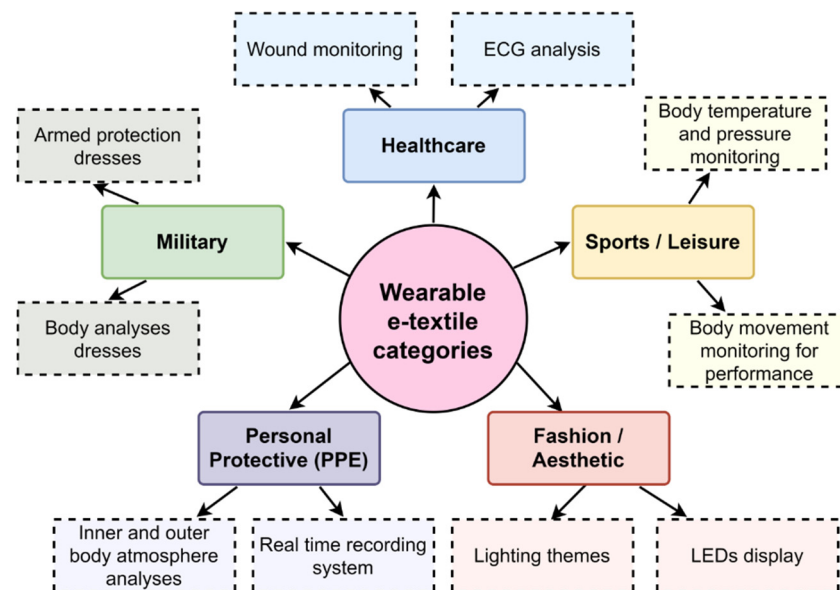 Wound monitoring
ECG analysis
Armed protection
dresses
Healthcare
Body temperature
and pressure
monitoring
Military
Sports / Leisure
Wearable
e-textile
categories
Body analyses
dresses
Body movement
monitoring for
performance
Personal
Protective (PPE)
Fashion /
Aesthetic
Inner and outer
body atmosphere
analyses
Real time recording
system
Lighting themes
LEDs display